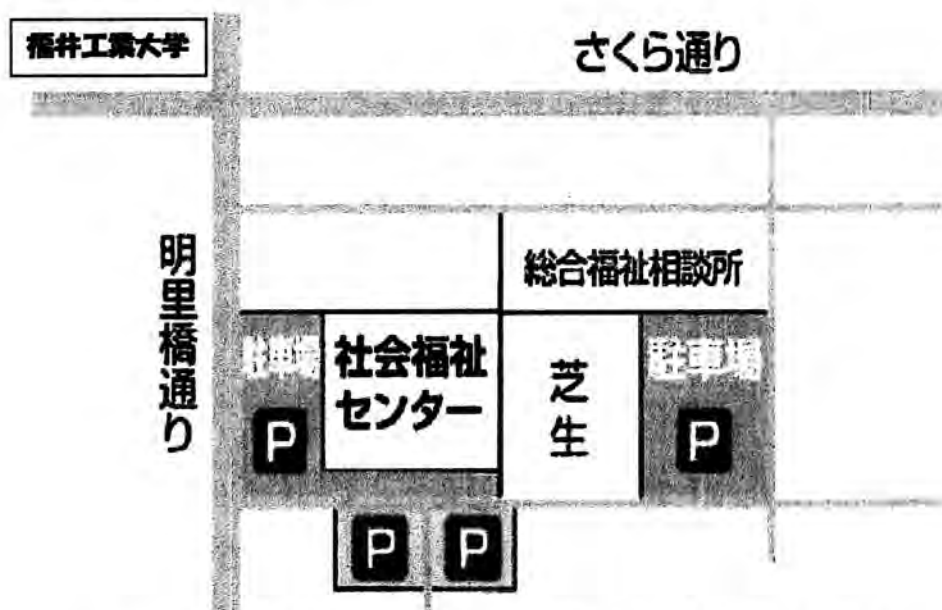 福井工業大学
さくら通り
明里橋通り
総合福祉相談所
駐車場
社会福祉
センター
芝生
駐車場
P
P
P
P